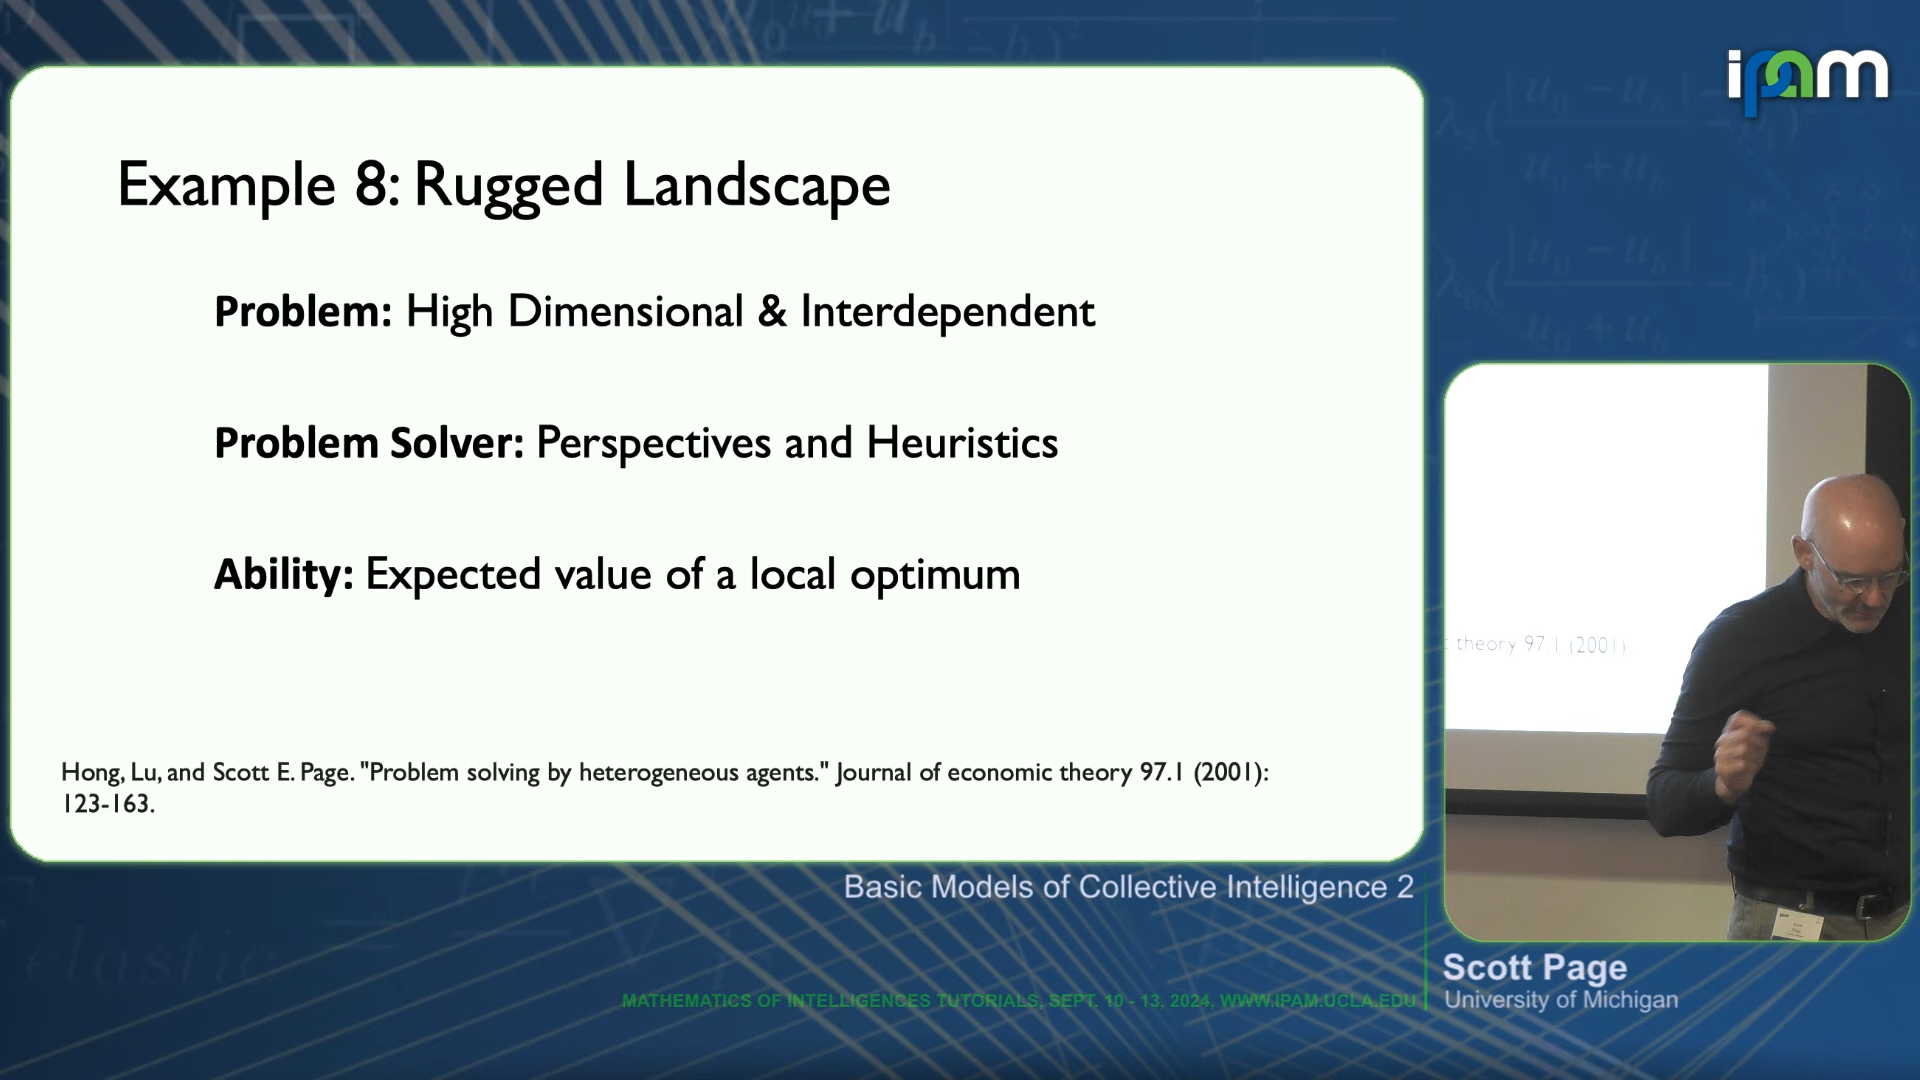 ipam
Example 8: Rugged Landscape
Problem: High Dimensional & Interdependent
Problem Solver: Perspectives and Heuristics
Ability: Expected value of a local optimum
Hong, Lu, and Scott E. Page. "Problem solving by heterogeneous agents." Journal of economic theory 97.1 (2001):
123-163.
theory 97.1 (2001)
Basic Models of Collective Intelligence 2
Scott Page
University of Michigan
MATHEMATICS OF INTELLIGENCES TUTORIALS, SEPT. 10 - 13, 2024, WWW.IPAM.UCLA.EDU
elastic